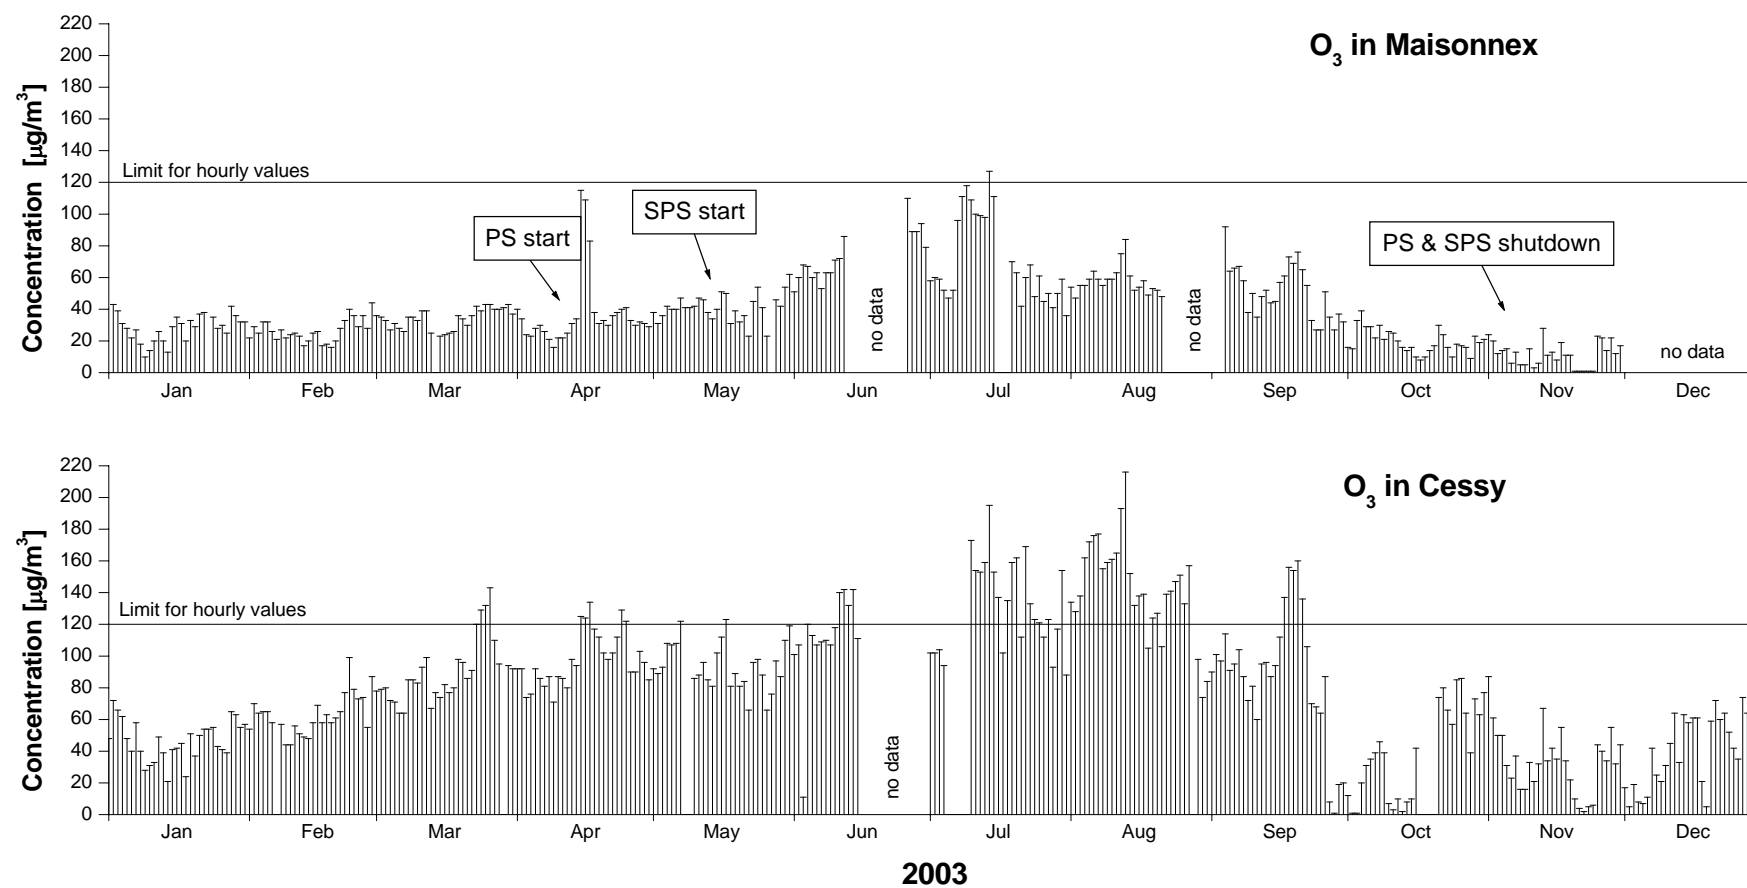 O3 in Maisonnex
Concentration [μg/m3]
220
200
180
160
140
120
100
80
60
40
20
0
Limit for hourly values
PS start
SPS start
PS & SPS shutdown
no data
no data
no data
Jan Feb Mar Apr May Jun Jul Aug Sep Oct Nov Dec
O3 in Cessy
Concentration [μg/m3]
220
200
180
160
140
120
100
80
60
40
20
0
Limit for hourly values
no data
Jan Feb Mar Apr May Jun Jul Aug Sep Oct Nov Dec
2003